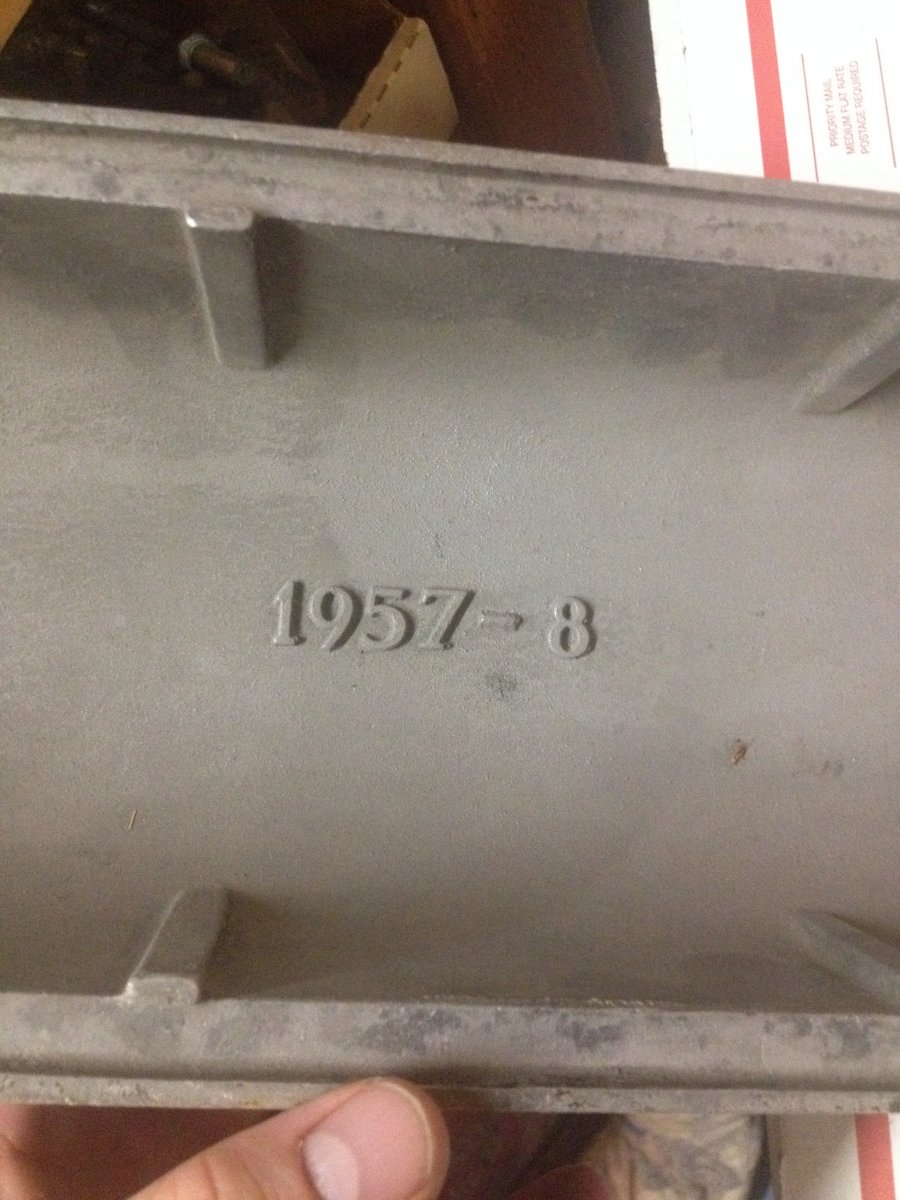 PRIORITY MAIL
MEDIUM FLAT RATE
POSTAGE REQUIRED
1957-8